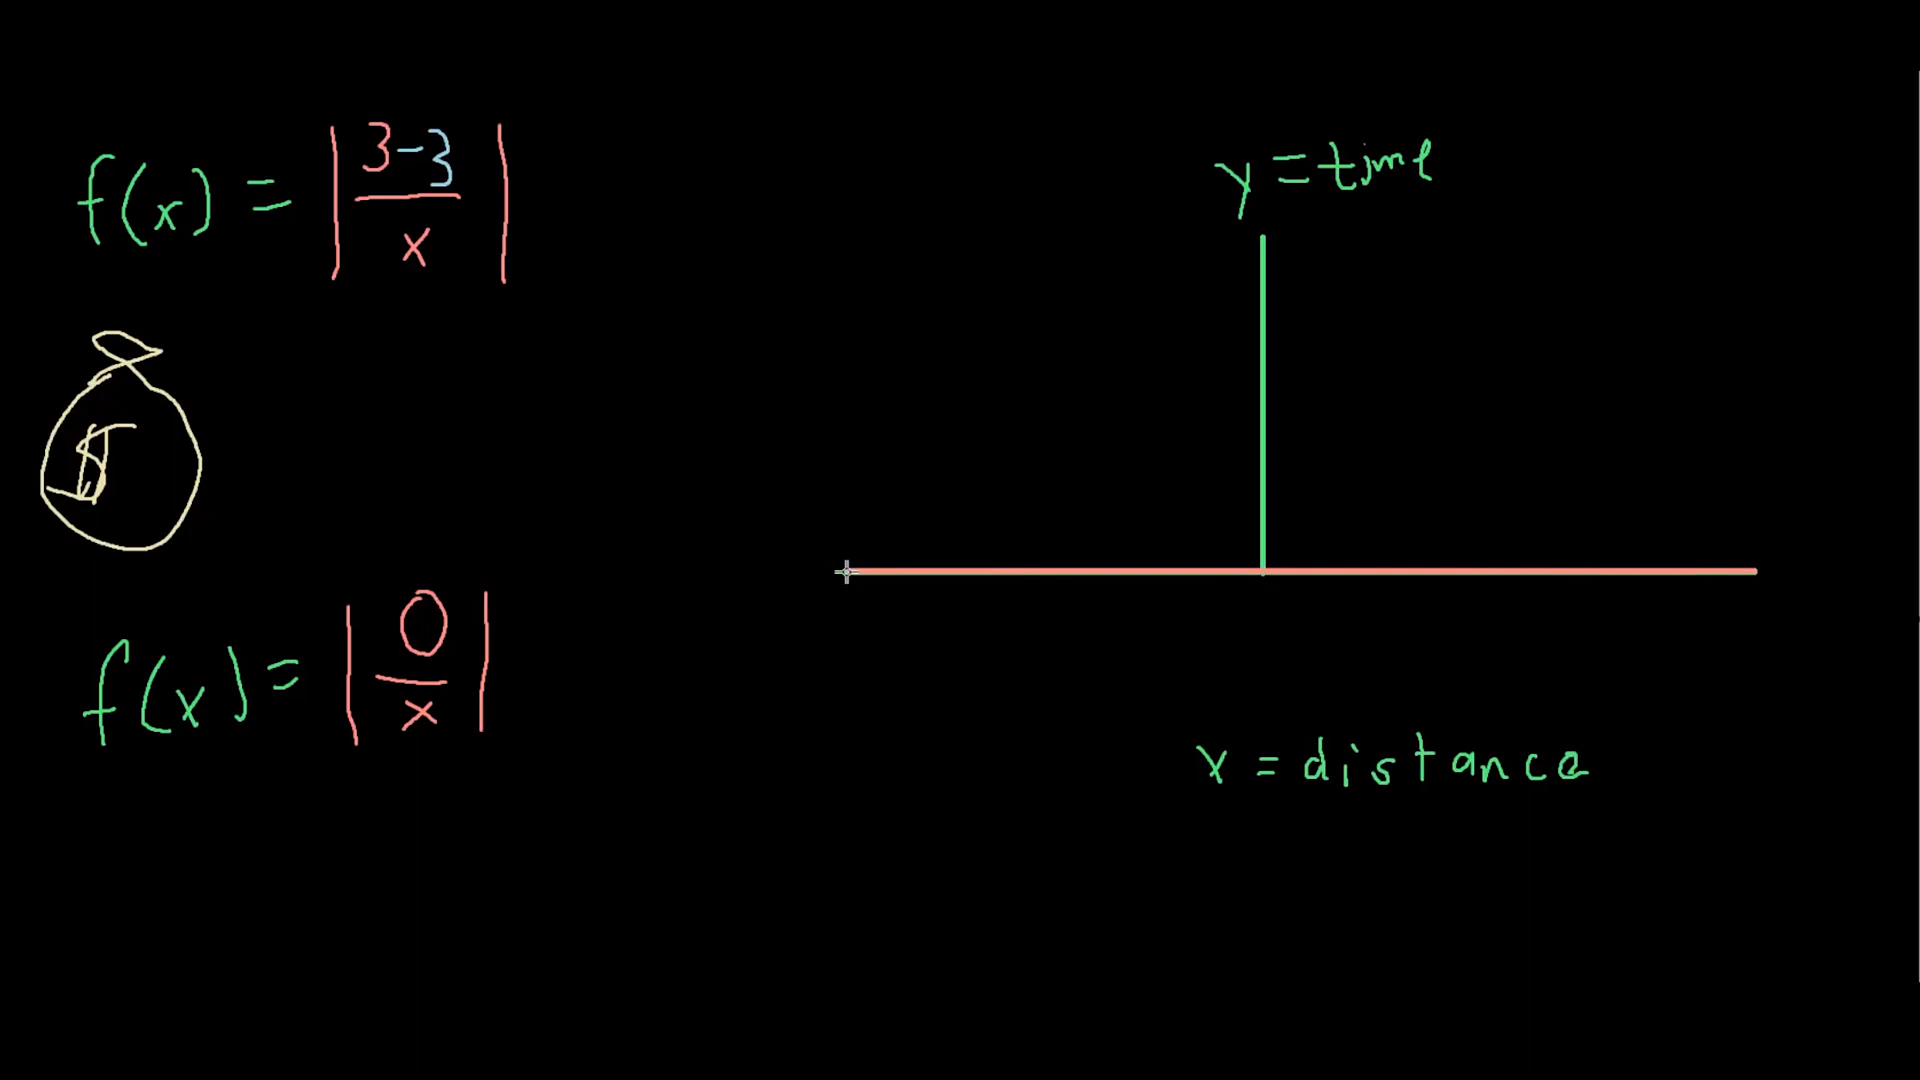 f(x) = |3-3/x|
f(x) = |0/x|
y = time
x = distance